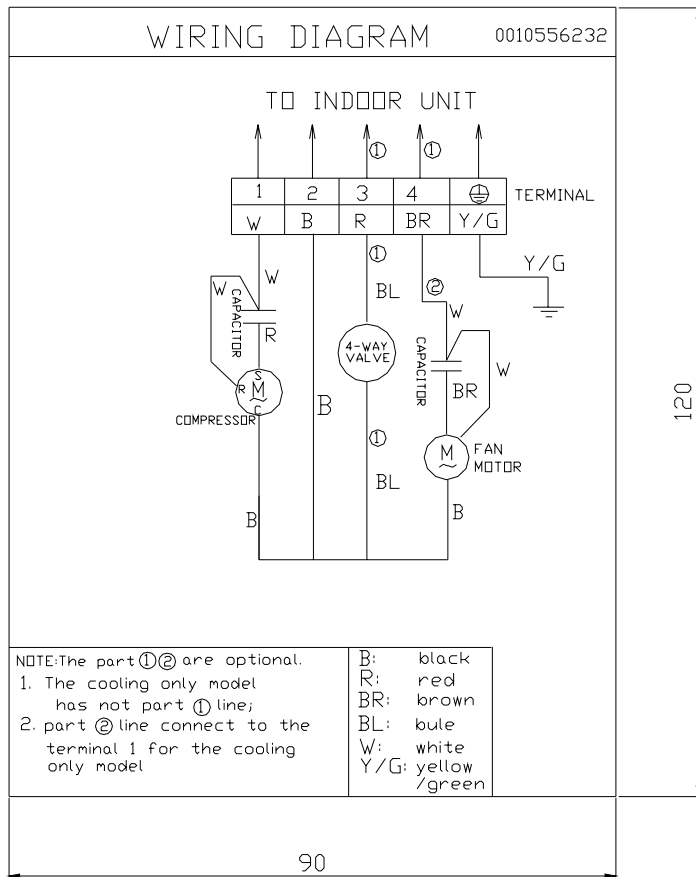 WIRING DIAGRAM 0010556232
TO INDOOR UNIT
① ①
1 2 3 4 TERMINAL
W B R BR Y/G
① Y/G
W
W BL ②
CAPACITOR W
R CAPACITOR
4-WAY
VALVE
W
S BR
R M
C
COMPRESSOR B
① M FAN
MOTOR
BL
B B
120
NOTE:The part ①② are optional.
1. The cooling only model
has not part ① line;
2. part ② line connect to the
terminal 1 for the cooling
only model
B: black
R: red
BR: brown
BL: bule
W: white
Y/G: yellow
/green
90